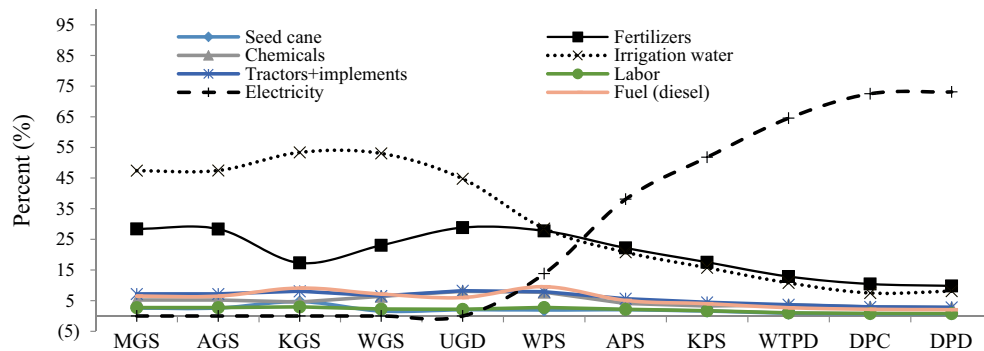 95
85
75
65
55
45
35
25
15
5
(5)
Percent (%)
Seed cane
Fertilizers
Chemicals
Irrigation water
Tractors+implements
Labor
Electricity
Fuel (diesel)
MGS AGS KGS WGS UGD WPS APS KPS WTPD DPC DPD